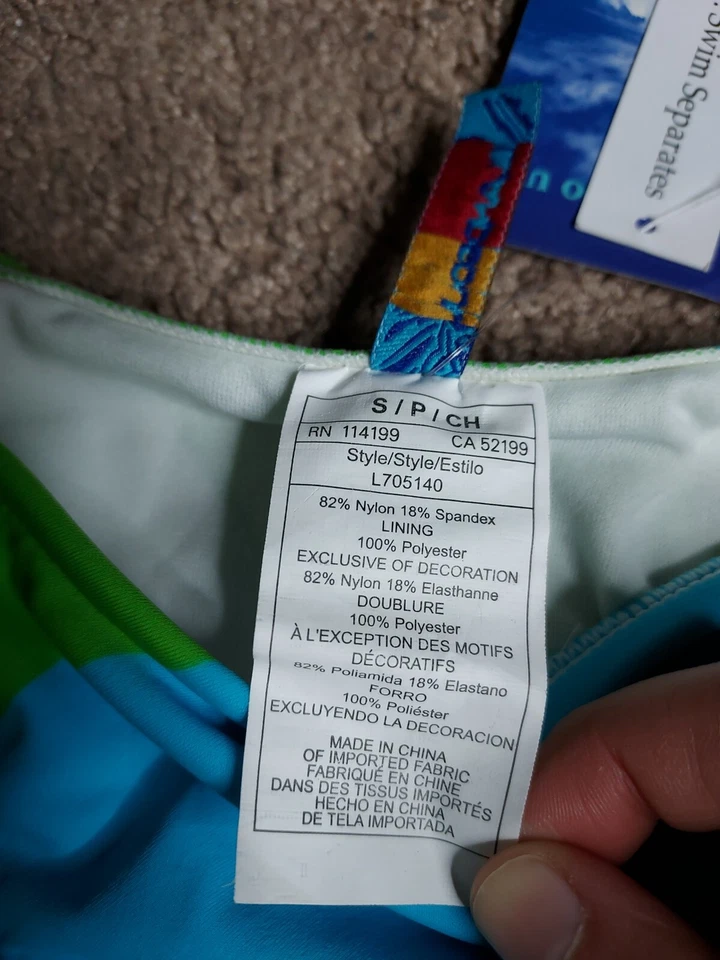 Swim Separates
no
S / P / CH
RN 114199 CA 52199
Style/Style/Estilo
L705140
82% Nylon 18% Spandex
LINING
100% Polyester
EXCLUSIVE OF DECORATION
82% Nylon 18% Elasthanne
DOUBLURE
100% Polyester
À L'EXCEPTION DES MOTIFS
DÉCORATIFS
82% Poliamida 18% Elastano
FORRO
100% Poliéster
EXCLUYENDO LA DECORACION
MADE IN CHINA
OF IMPORTED FABRIC
FABRIQUÉ EN CHINE
DANS DES TISSUS IMPORTÉS
HECHO EN CHINA
DE TELA IMPORTADA